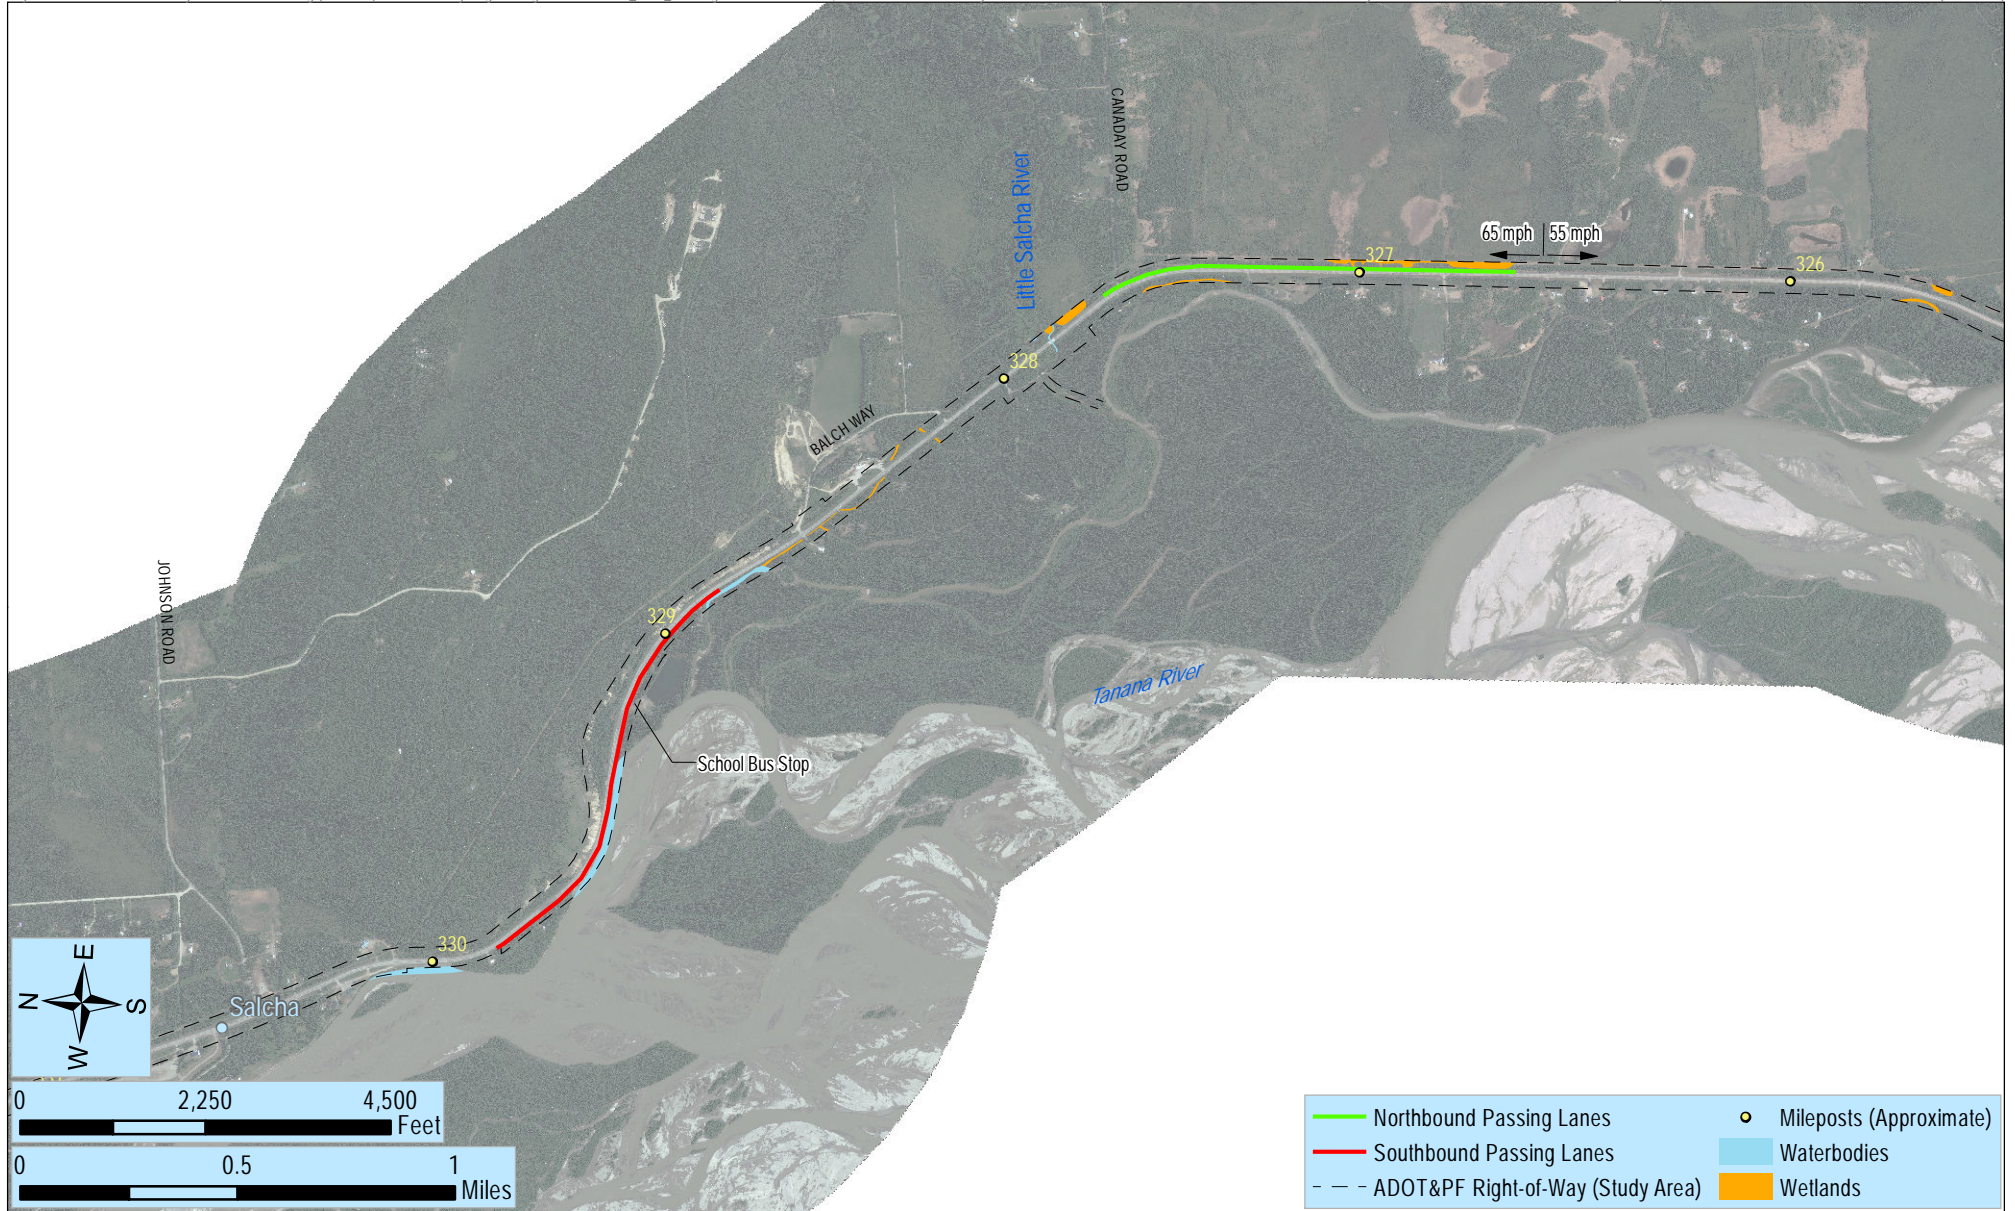 CANADAY ROAD
Little Salcha River
65 mph
55 mph
327
326
328
BALCH WAY
JOHNSON ROAD
329
Tanana River
School Bus Stop
330
Salcha
N
E
S
W
0 2,250 4,500
Feet
0 0.5 1
Miles
Northbound Passing Lanes
Southbound Passing Lanes
ADOT&PF Right-of-Way (Study Area)
Mileposts (Approximate)
Waterbodies
Wetlands